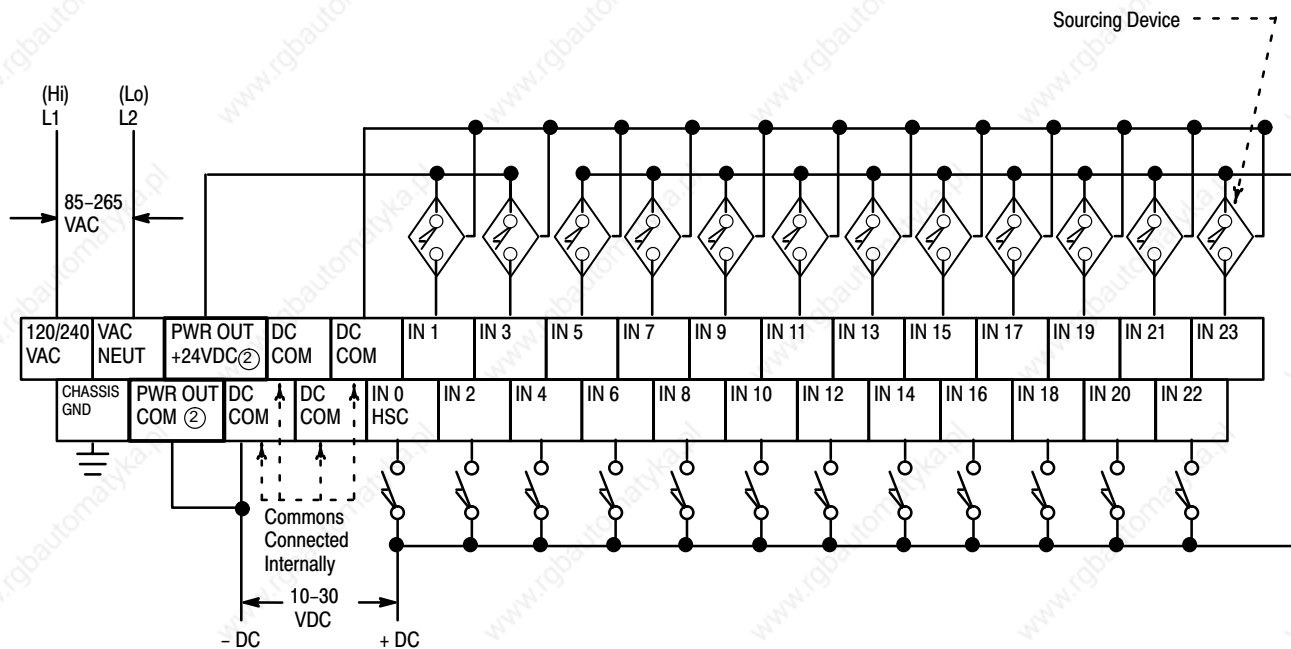 Sourcing Device
(Hi)
L1
(Lo)
L2
85–265
VAC
120/240
VAC
VAC
NEUT
PWR OUT
+24VDC②
DC
COM
DC
COM
IN 1
IN 3
IN 5
IN 7
IN 9
IN 11
IN 13
IN 15
IN 17
IN 19
IN 21
IN 23
CHASSIS
GND
PWR OUT
COM ②
DC
COM
DC
COM
IN 0
HSC
IN 2
IN 4
IN 6
IN 8
IN 10
IN 12
IN 14
IN 16
IN 18
IN 20
IN 22
Commons
Connected
Internally
10–30
VDC
– DC
+ DC
www.rgbautomatyka.pl